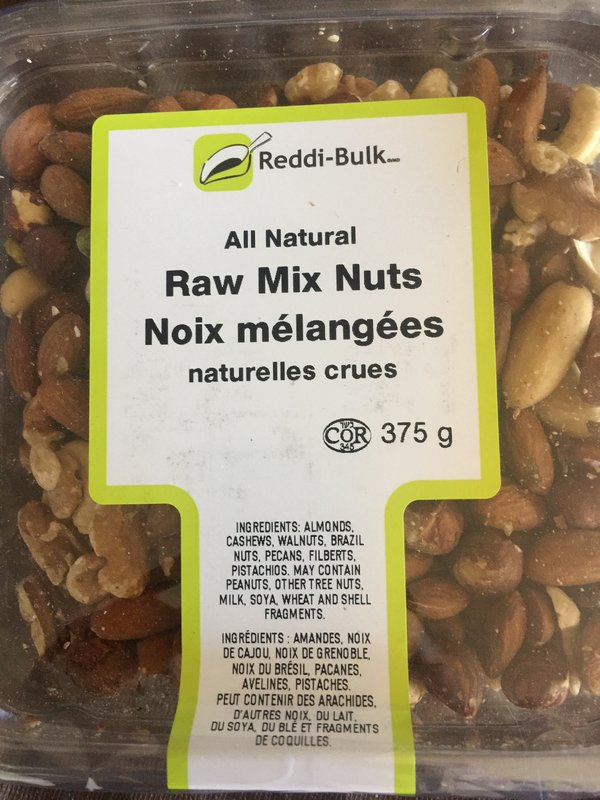 Reddi-Bulk
All Natural
Raw Mix Nuts
Noix mélangées
naturelles crues
כשר
COR 375 g
345
INGREDIENTS: ALMONDS,
CASHEWS, WALNUTS, BRAZIL
NUTS, PECANS, FILBERTS,
PISTACHIOS. MAY CONTAIN
PEANUTS, OTHER TREE NUTS,
MILK, SOYA, WHEAT AND SHELL
FRAGMENTS.
INGRÉDIENTS : AMANDES, NOIX
DE CAJOU, NOIX DE GRENOBLE,
NOIX DU BRÉSIL, PACANES,
AVELINES, PISTACHES.
PEUT CONTENIR DES ARACHIDES,
D'AUTRES NOIX, DU LAIT,
DU SOYA, DU BLÉ ET FRAGMENTS
DE COQUILLES.